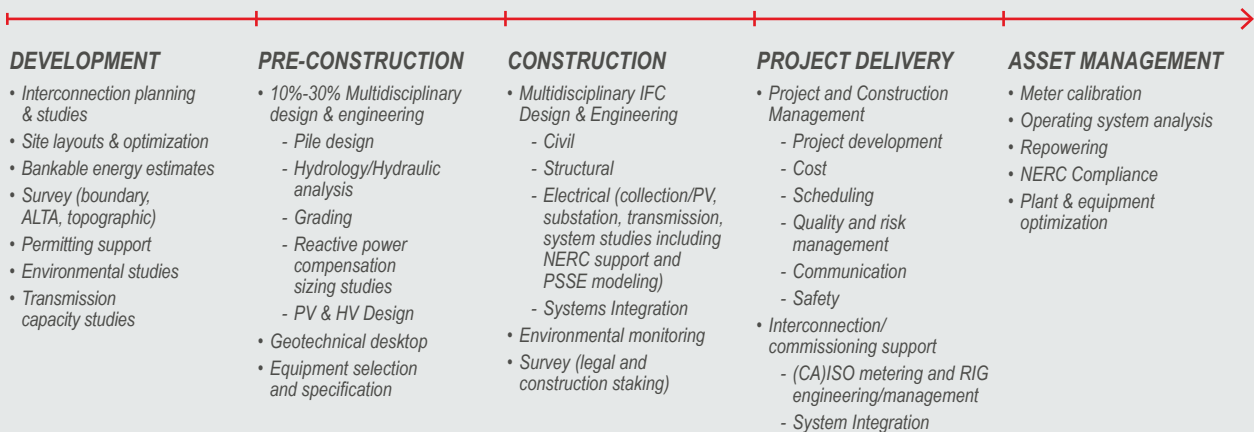 DEVELOPMENT
• Interconnection planning
& studies
• Site layouts & optimization
• Bankable energy estimates
• Survey (boundary,
ALTA, topographic)
• Permitting support
• Environmental studies
• Transmission
capacity studies
PRE-CONSTRUCTION
• 10%-30% Multidisciplinary
design & engineering
- Pile design
- Hydrology/Hydraulic
analysis
- Grading
- Reactive power
compensation
sizing studies
- PV & HV Design
• Geotechnical desktop
• Equipment selection
and specification
CONSTRUCTION
• Multidisciplinary IFC
Design & Engineering
- Civil
- Structural
- Electrical (collection/PV,
substation, transmission,
system studies including
NERC support and
PSSE modeling)
- Systems Integration
• Environmental monitoring
• Survey (legal and
construction staking)
PROJECT DELIVERY
• Project and Construction
Management
- Project development
- Cost
- Scheduling
- Quality and risk
management
- Communication
- Safety
• Interconnection/
commissioning support
- (CA)ISO metering and RIG
engineering/management
- System Integration
ASSET MANAGEMENT
• Meter calibration
• Operating system analysis
• Repowering
• NERC Compliance
• Plant & equipment
optimization